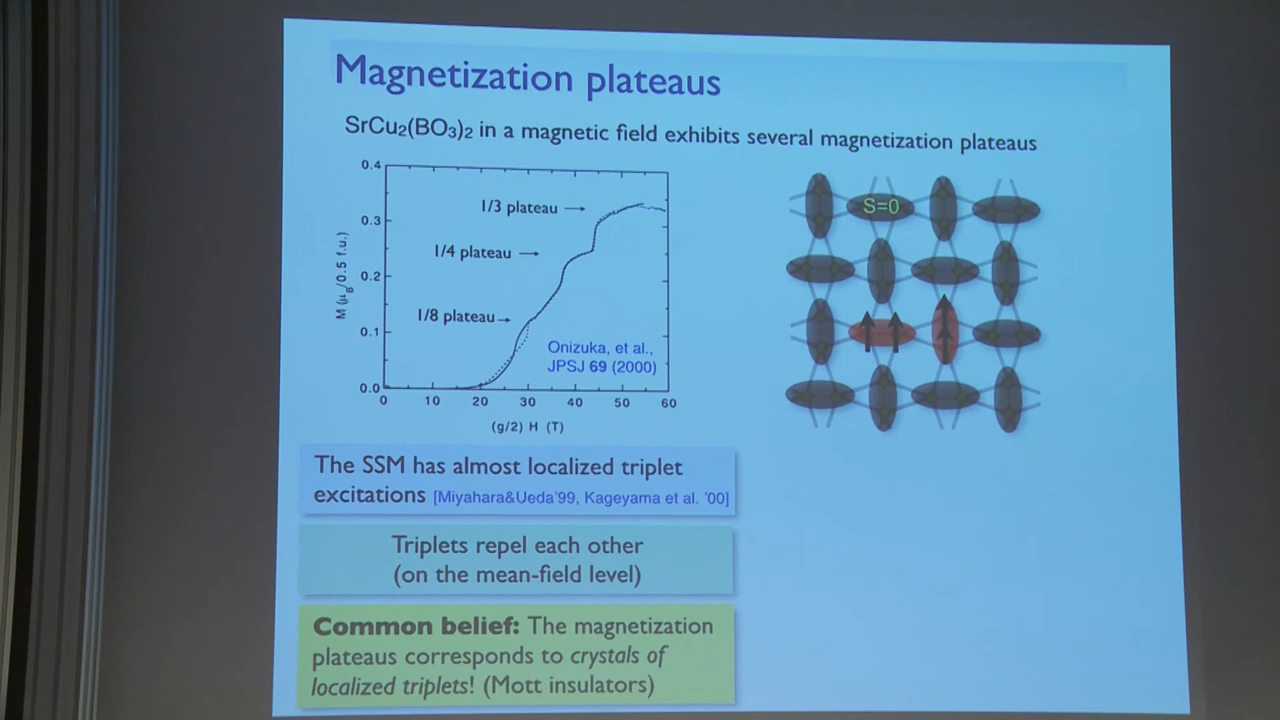 Magnetization plateaus
SrCu2(BO3)2 in a magnetic field exhibits several magnetization plateaus
0.4
0.3
0.2
0.1
0.0
M (μB/0.5 f.u.)
1/3 plateau
1/4 plateau
1/8 plateau
Onizuka, et al.,
JPSJ 69 (2000)
0 10 20 30 40 50 60
(g/2) H (T)
S=0
The SSM has almost localized triplet
excitations [Miyahara&Ueda'99, Kageyama et al. '00]
Triplets repel each other
(on the mean-field level)
Common belief: The magnetization
plateaus corresponds to crystals of
localized triplets! (Mott insulators)